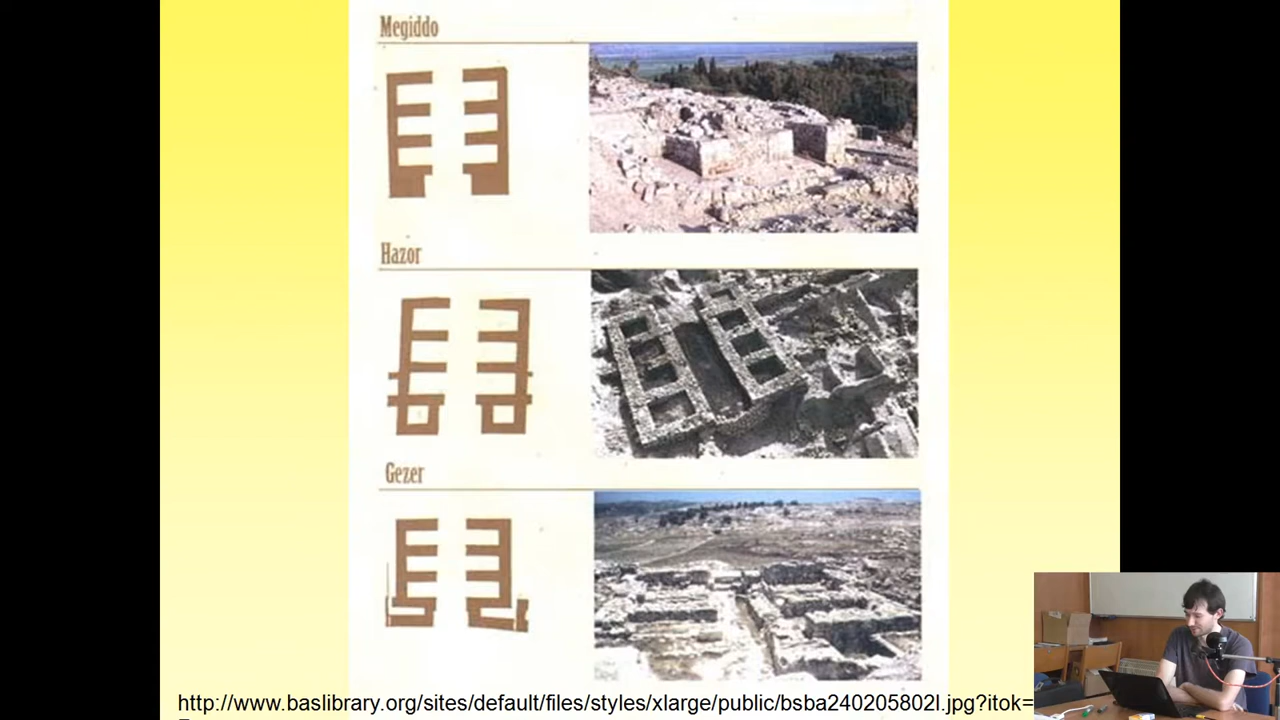 Megiddo
Hazor
Gezer
http://www.baslibrary.org/sites/default/files/styles/xlarge/public/bsba240205802l.jpg?itok=